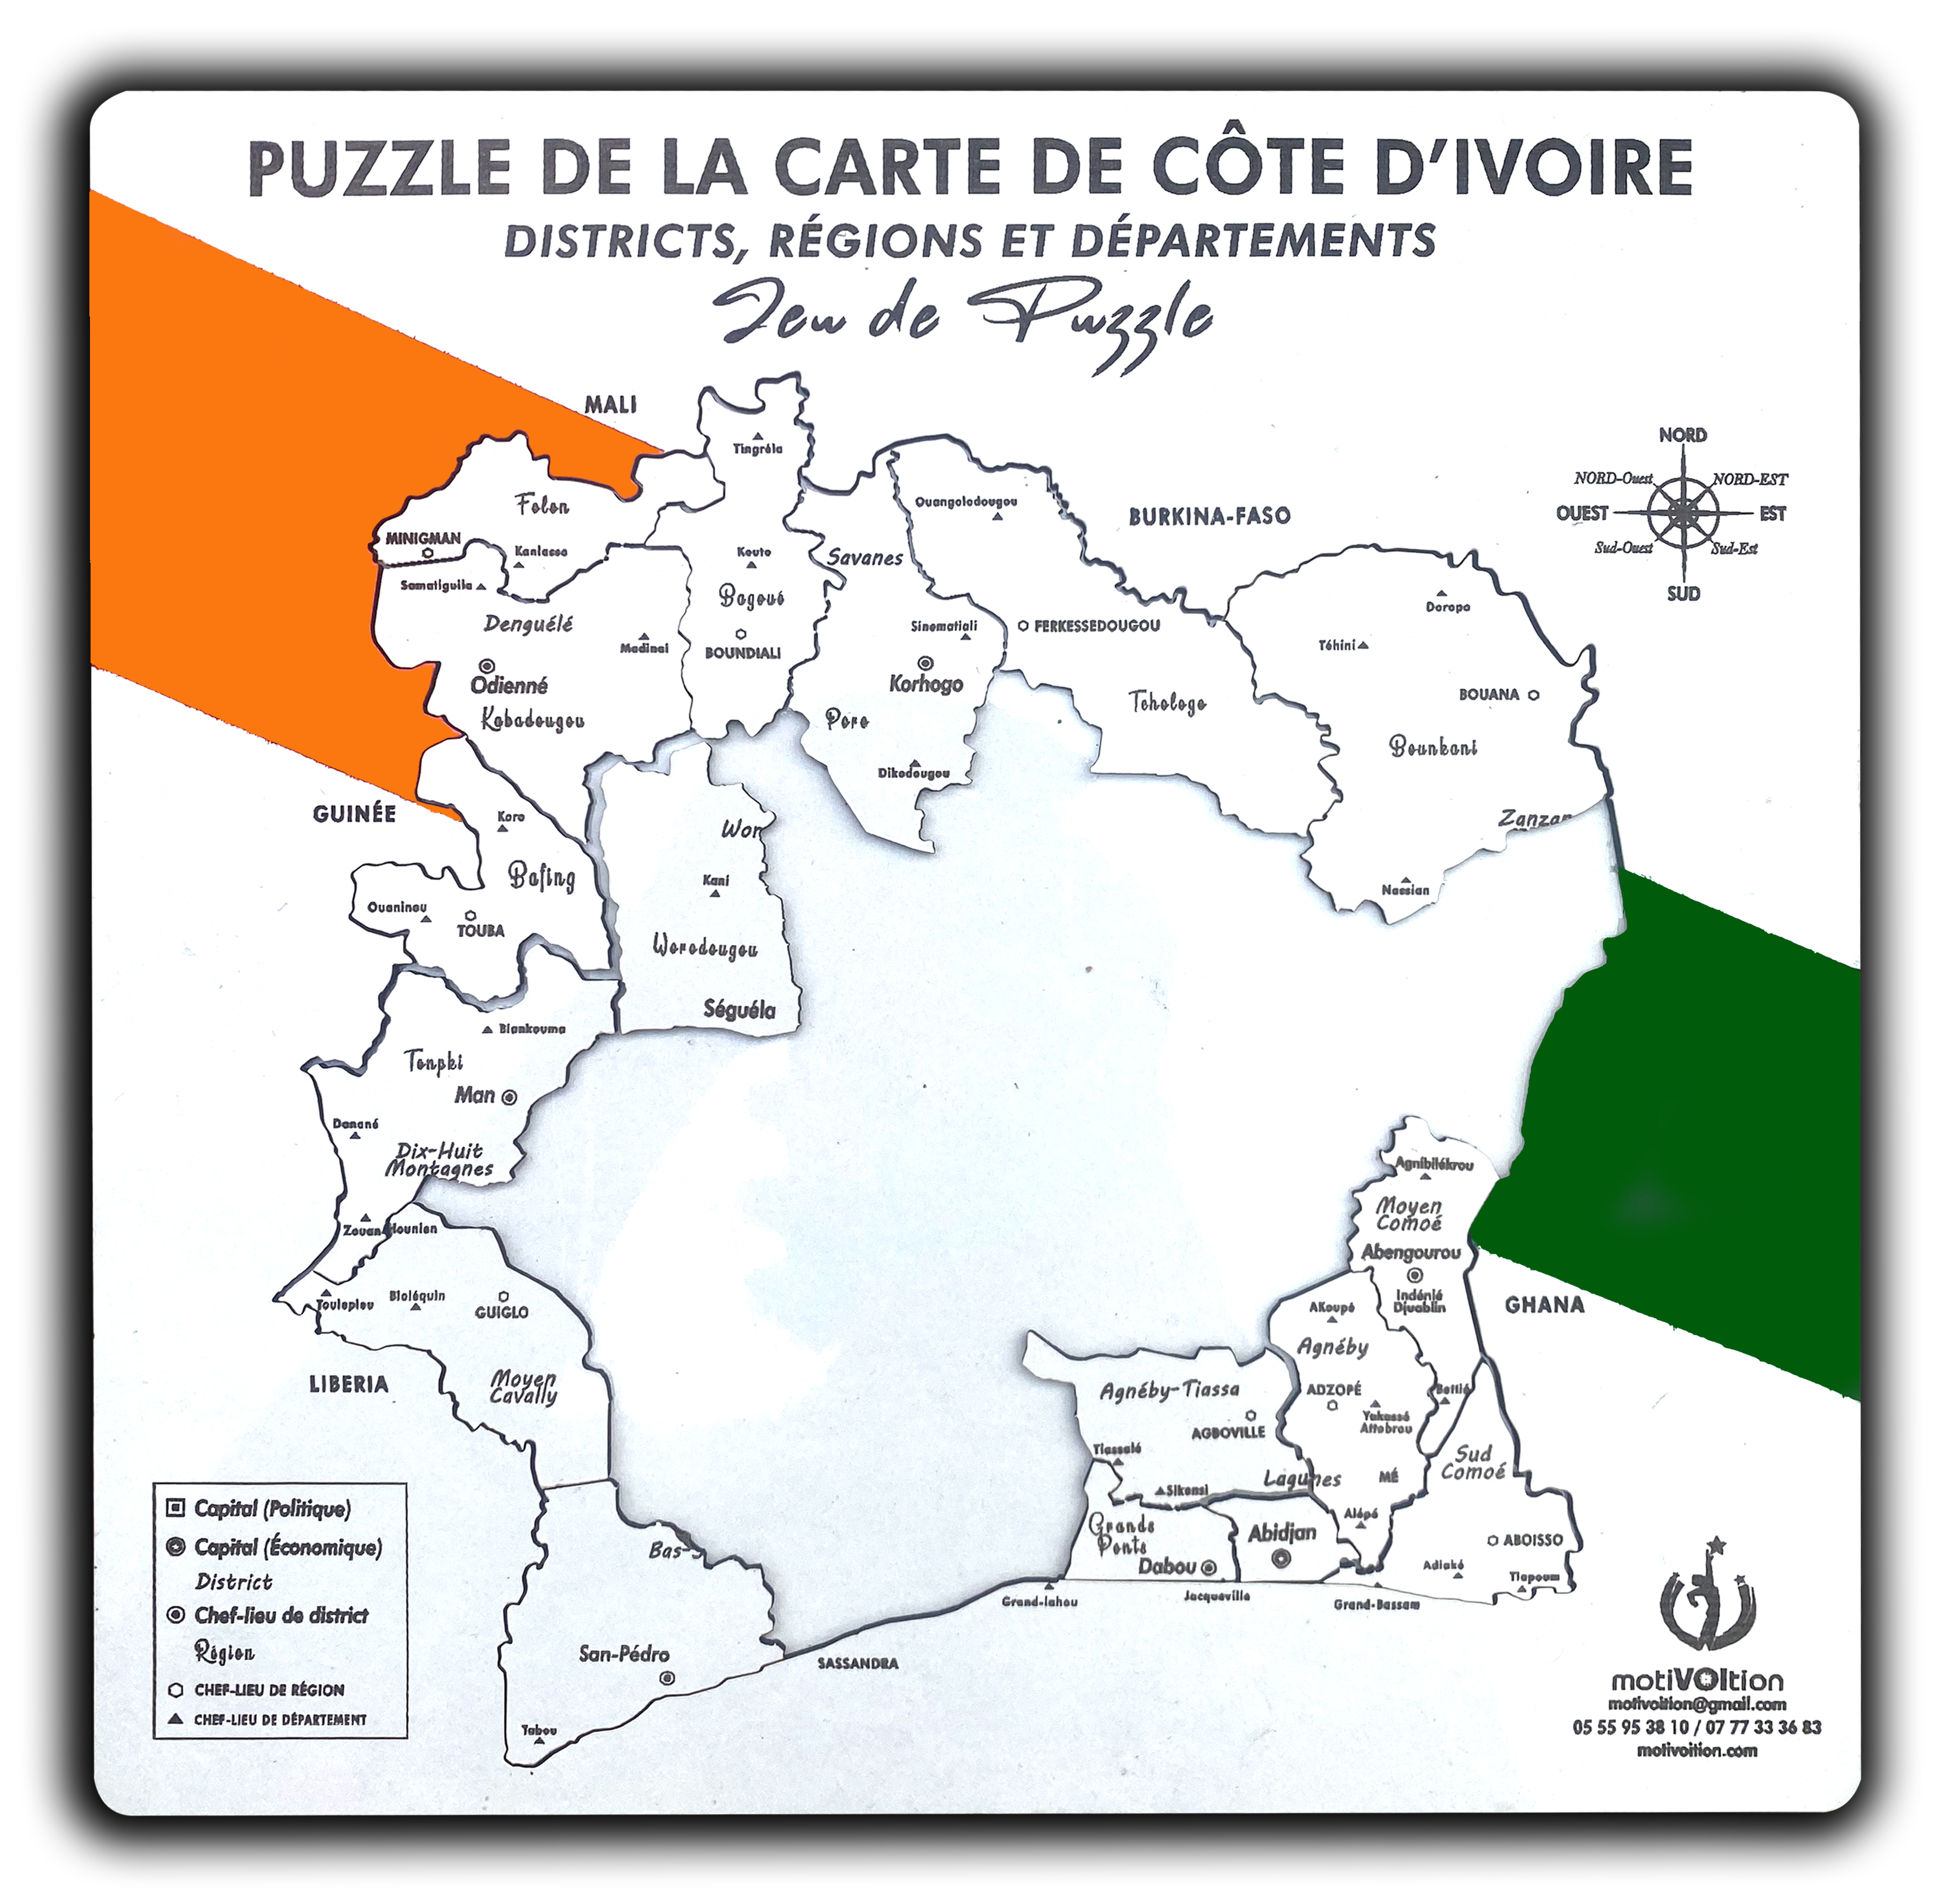 PUZZLE DE LA CARTE DE CÔTE D'IVOIRE
DISTRICTS, RÉGIONS ET DÉPARTEMENTS
Jeu de Puzzle
MALI
Tingréla
NORD
NORD-Ouest
NORD-EST
OUEST
EST
Sud-Ouest
Sud-Est
SUD
Folon
Ouangolodougou
BURKINA-FASO
MINIGMAN
Kaniasso
Kouto
Savanes
Samatiguila
Bagoué
Doropo
Denguélé
Sinematiali
FERKESSEDOUGOU
Madinai
BOUNDIALI
Téhini
Odienné
Korhogo
BOUANA
Kabadougou
Poro
Tchologo
Bounkani
Dikodougou
GUINÉE
Koro
Wor
Zanzan
Bafing
Kani
Nassian
Ouaninou
TOUBA
Worodougou
Séguéla
Biankouma
Tonpki
Man
Danané
Dix-Huit
Montagnes
Agnibilékrou
Moyen
Comoé
Zouan-Hounien
Abengourou
Toulepleu
Bloléquin
GUIGLO
Indénié
Djuablin
GHANA
Akoupé
Agnéby
LIBERIA
Moyen
Cavally
Agnéby-Tiassa
ADZOPÉ
Bettié
Yakassé
Attobrou
AGBOVILLE
Tiassalé
Sud
Comoé
Lagunes
MÉ
Sikensi
Grands
Ponts
Abidjan
Alépé
ABOISSO
Bas-S
Dabou
Adiaké
Tiapoum
Grand-lahou
Jacqueville
Grand-Bassam
San-Pédro
SASSANDRA
Tabou
Capital (Politique)
Capital (Économique)
District
Chef-lieu de district
Région
CHEF-LIEU DE RÉGION
CHEF-LIEU DE DÉPARTEMENT
motiVOItion
motivoition@gmail.com
05 55 95 38 10 / 07 77 33 36 83
motivoition.com